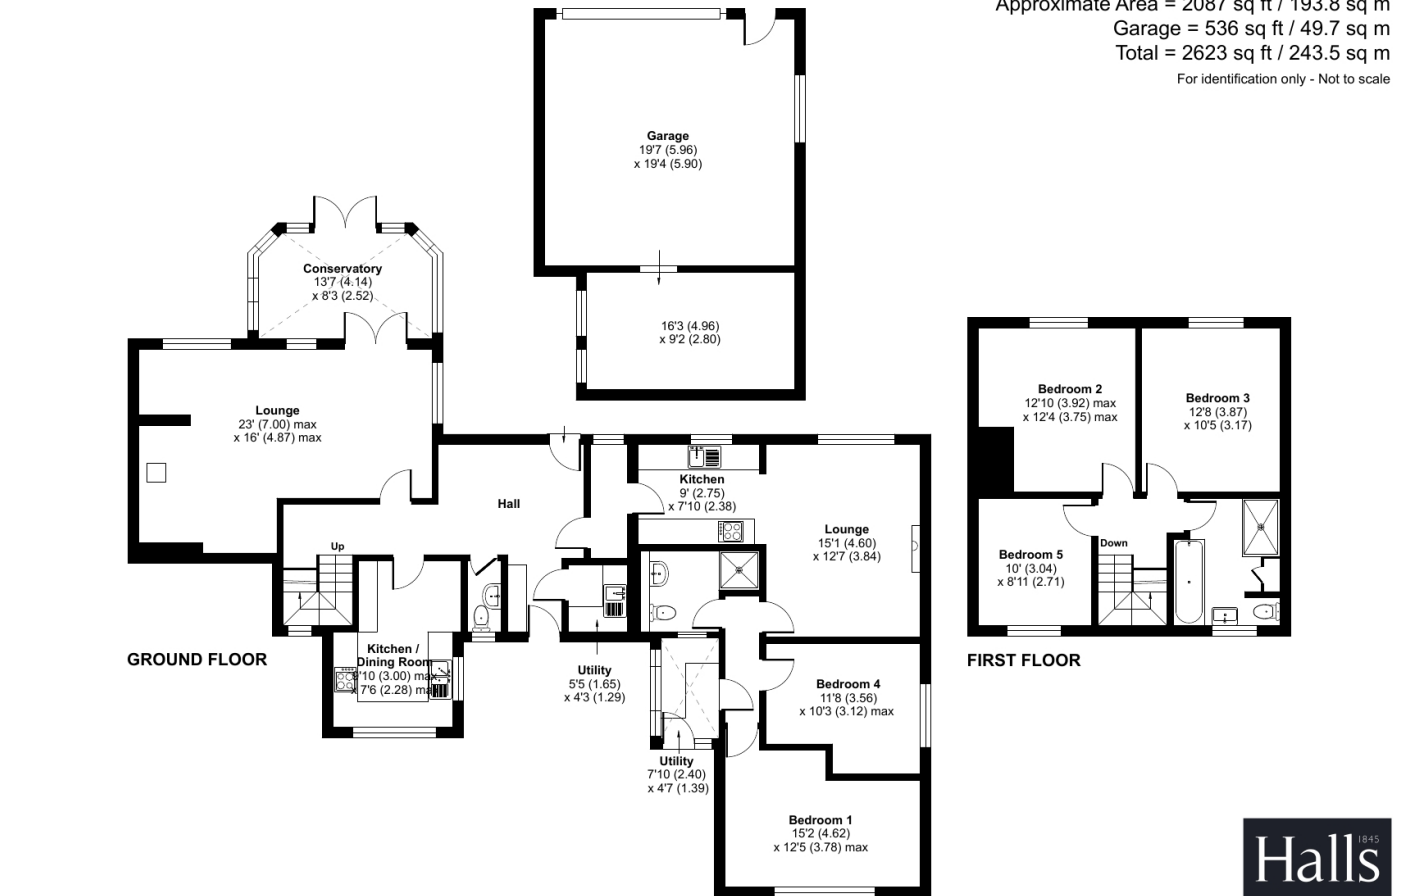 Approximate Area = 2087 sq ft / 193.8 sq m
Garage = 536 sq ft / 49.7 sq m
Total = 2623 sq ft / 243.5 sq m
For identification only - Not to scale
Garage
19'7 (5.96)
x 19'4 (5.90)
16'3 (4.96)
x 9'2 (2.80)
Conservatory
13'7 (4.14)
x 8'3 (2.52)
Lounge
23' (7.00) max
x 16' (4.87) max
Hall
Up
Kitchen
9' (2.75)
x 7'10 (2.38)
Lounge
15'1 (4.60)
x 12'7 (3.84)
Kitchen /
Dining Room
9'10 (3.00) max
x 7'6 (2.28) max
Utility
5'5 (1.65)
x 4'3 (1.29)
Utility
7'10 (2.40)
x 4'7 (1.39)
Bedroom 4
11'8 (3.56)
x 10'3 (3.12) max
Bedroom 1
15'2 (4.62)
x 12'5 (3.78) max
GROUND FLOOR
Bedroom 2
12'10 (3.92) max
x 12'4 (3.75) max
Bedroom 3
12'8 (3.87)
x 10'5 (3.17)
Bedroom 5
10' (3.04)
x 8'11 (2.71)
Down
FIRST FLOOR
1845
Halls